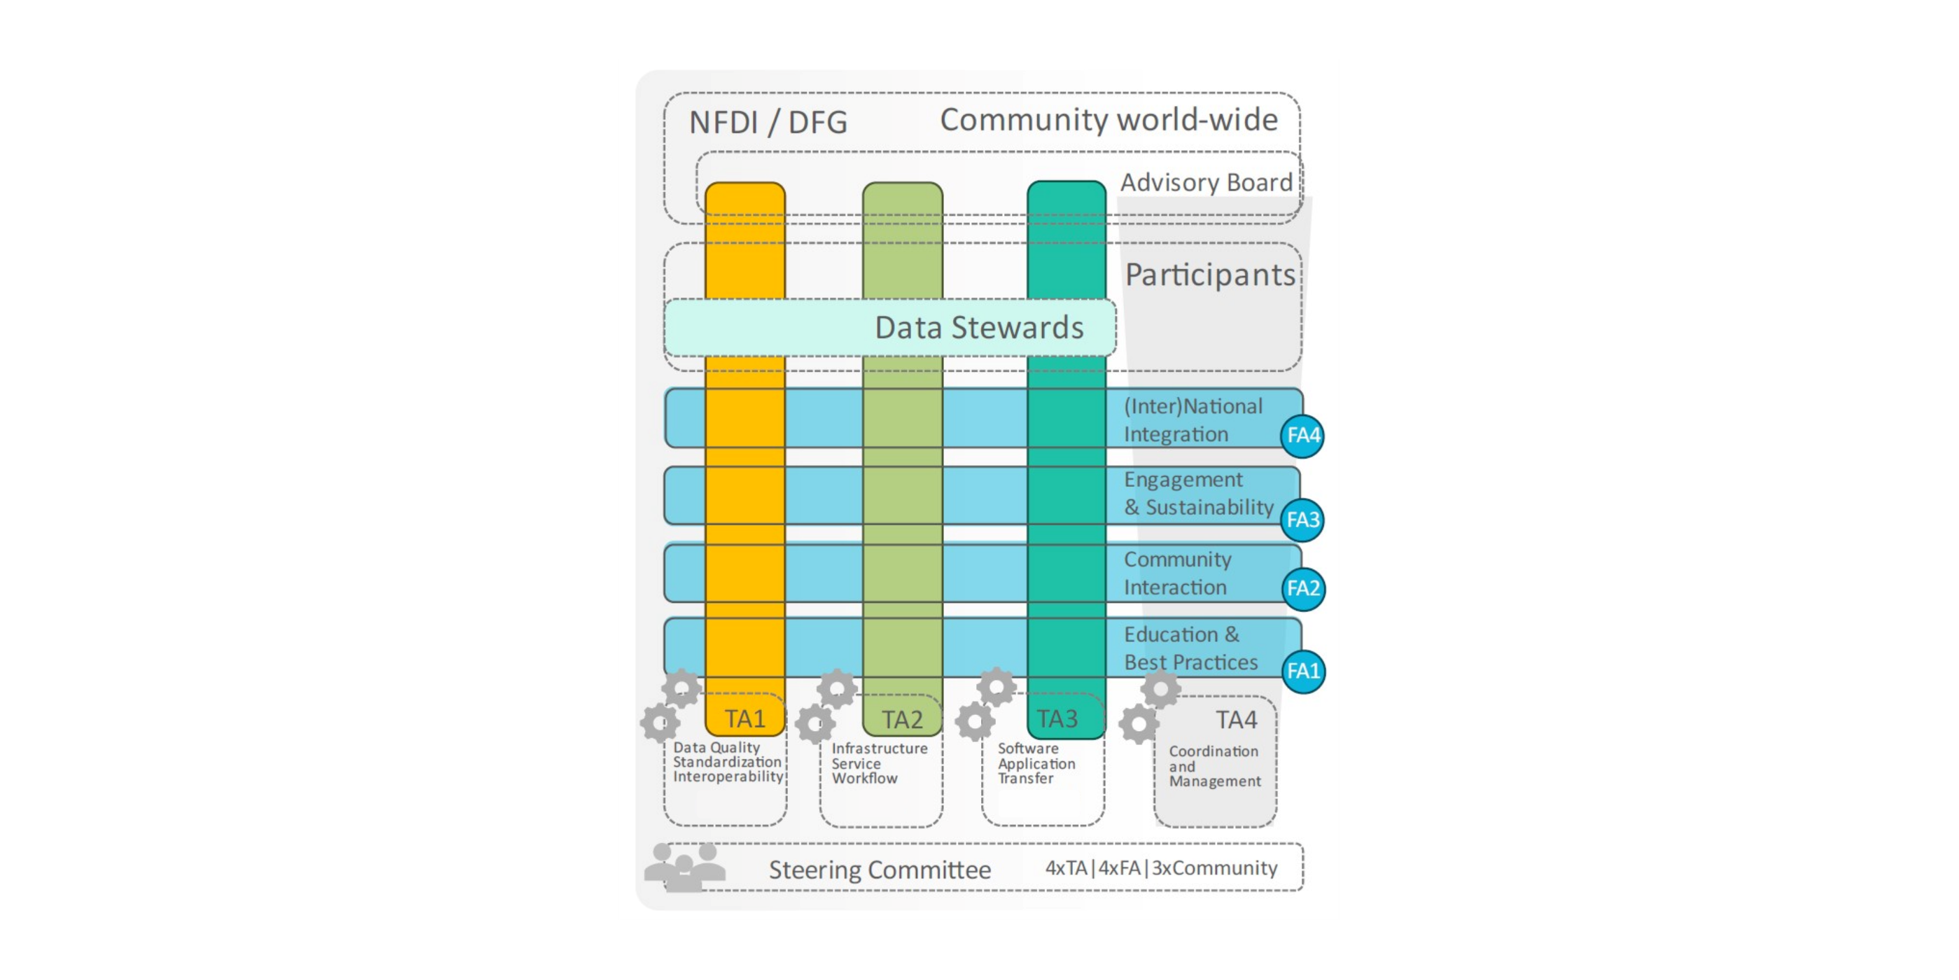 NFDI / DFG
Community world-wide
Advisory Board
Participants
Data Stewards
(Inter)National
Integration
FA4
Engagement
& Sustainability
FA3
Community
Interaction
FA2
Education &
Best Practices
FA1
TA1
Data Quality
Standardization
Interoperability
TA2
Infrastructure
Service
Workflow
TA3
Software
Application
Transfer
TA4
Coordination
and
Management
Steering Committee
4xTA|4xFA|3xCommunity